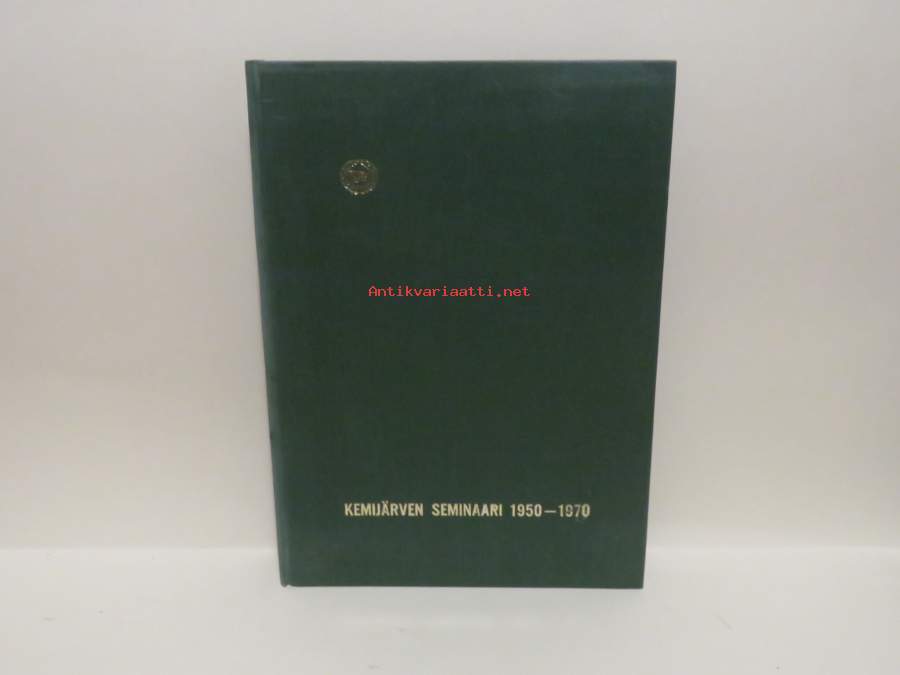 Antikvariaatti.net
KEMIJÄRVEN SEMINAARI 1950—1970